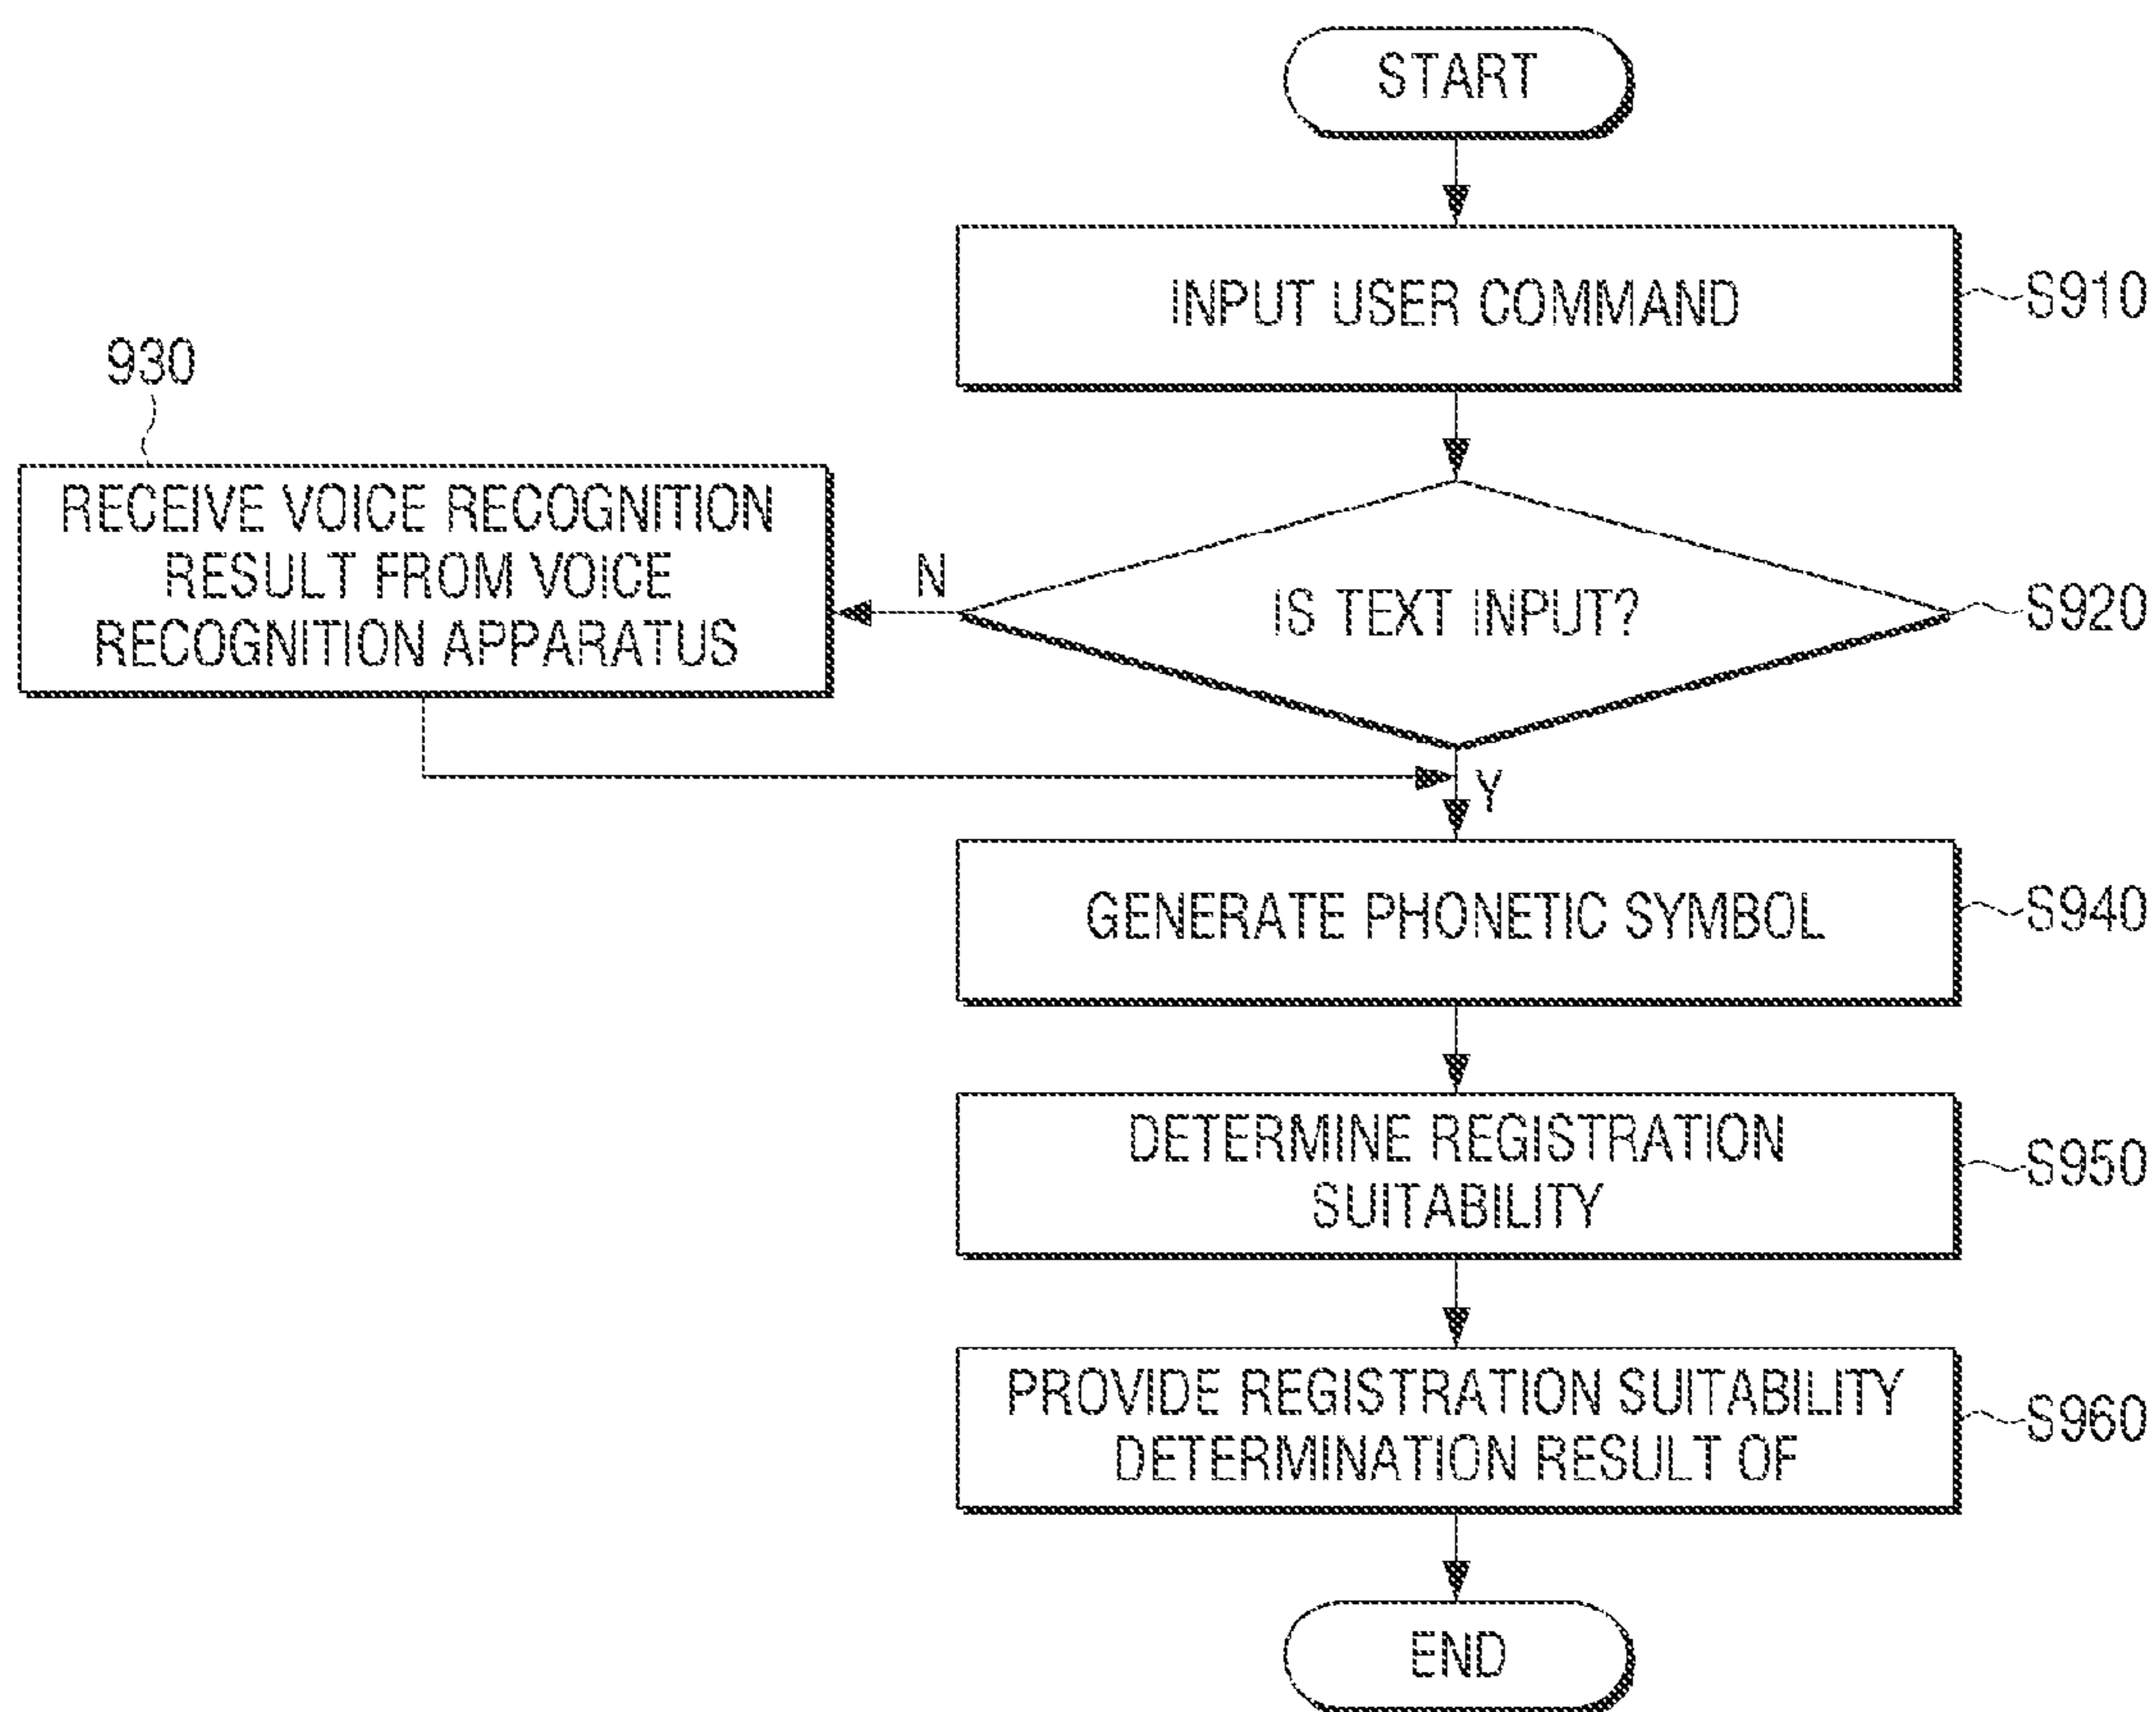 START
INPUT USER COMMAND
S910
930
RECEIVE VOICE RECOGNITION
RESULT FROM VOICE
RECOGNITION APPARATUS
N
IS TEXT INPUT?
S920
Y
GENERATE PHONETIC SYMBOL
S940
DETERMINE REGISTRATION
SUITABILITY
S950
PROVIDE REGISTRATION SUITABILITY
DETERMINATION RESULT OF
S960
END